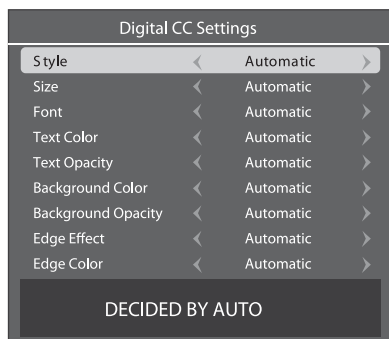 Digital CC Settings
Style Automatic
Size Automatic
Font Automatic
Text Color Automatic
Text Opacity Automatic
Background Color Automatic
Background Opacity Automatic
Edge Effect Automatic
Edge Color Automatic
DECIDED BY AUTO